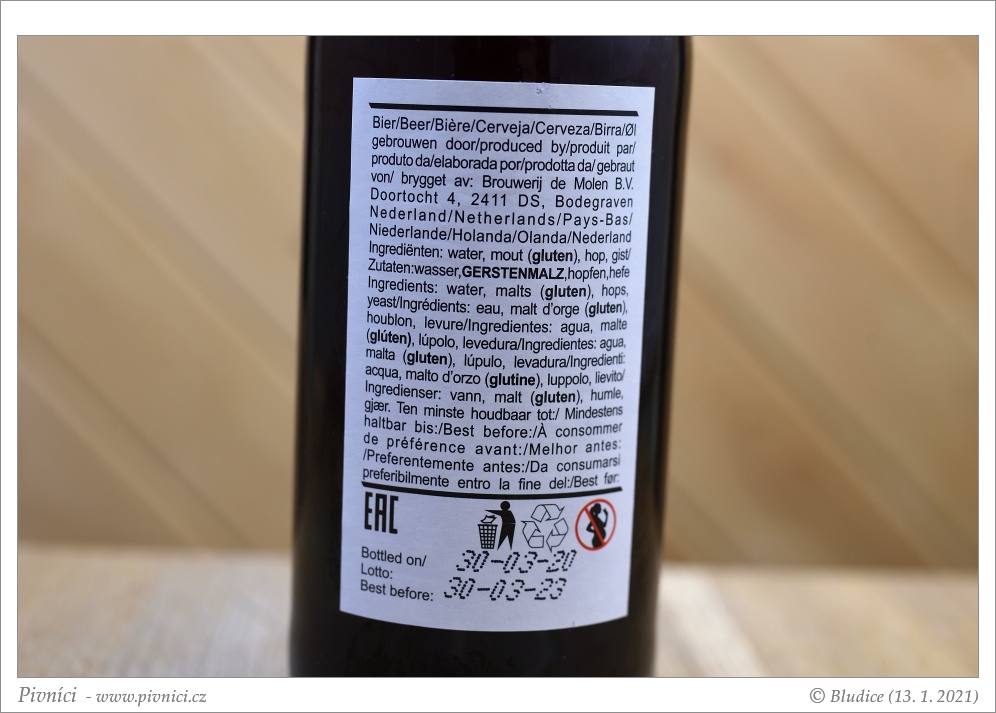 Bier/Beer/Bière/Cerveja/Cerveza/Birra/Øl
gebrouwen door/produced by/produit par/
produto da/elaborada por/prodotta da/ gebraut
von/ brygget av: Brouwerij de Molen B.V.
Doortocht 4, 2411 DS, Bodegraven
Nederland/Netherlands/Pays-Bas/
Niederlande/Holanda/Olanda/Nederland
Ingrediënten: water, mout (gluten), hop, gist/
Zutaten:wasser,GERSTENMALZ,hopfen,hefe
Ingredients: water, malts (gluten), hops,
yeast/Ingrédients: eau, malt d'orge (gluten),
houblon, levure/Ingredientes: agua, malte
(glúten), lúpolo, levedura/Ingredientes: agua,
malta (gluten), lúpulo, levadura/Ingredienti:
acqua, malto d'orzo (glutine), luppolo, lievito/
Ingredienser: vann, malt (gluten), humle,
gjær. Ten minste houdbaar tot:/ Mindestens
haltbar bis:/Best before:/À consommer
de préférence avant:/Melhor antes:
/Preferentemente antes:/Da consumarsi
preferibilmente entro la fine del:/Best før:
EAC
Bottled on/ 30-03-20
Lotto:
Best before: 30-03-23
Pivníci - www.pivnici.cz
© Bludice (13. 1. 2021)